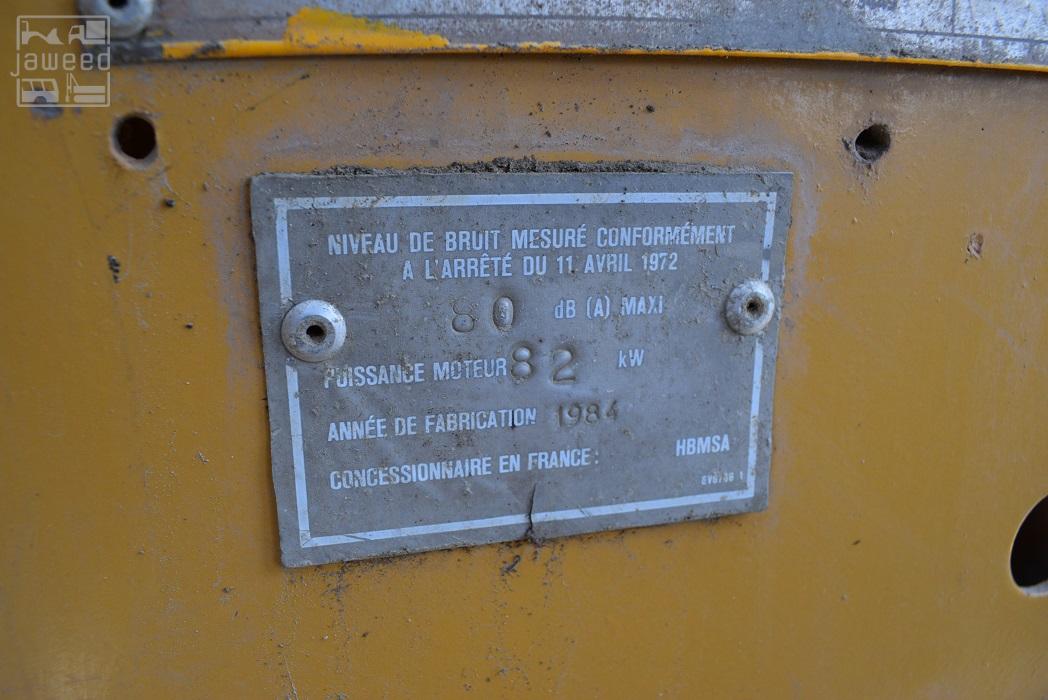 jaweed
NIVEAU DE BRUIT MESURÉ CONFORMÉMENT
A L'ARRÊTÉ DU 11. AVRIL 1972
80 dB (A) MAXI
PUISSANCE MOTEUR 82 kW
ANNÉE DE FABRICATION 1984
CONCESSIONNAIRE EN FRANCE: HBMSA